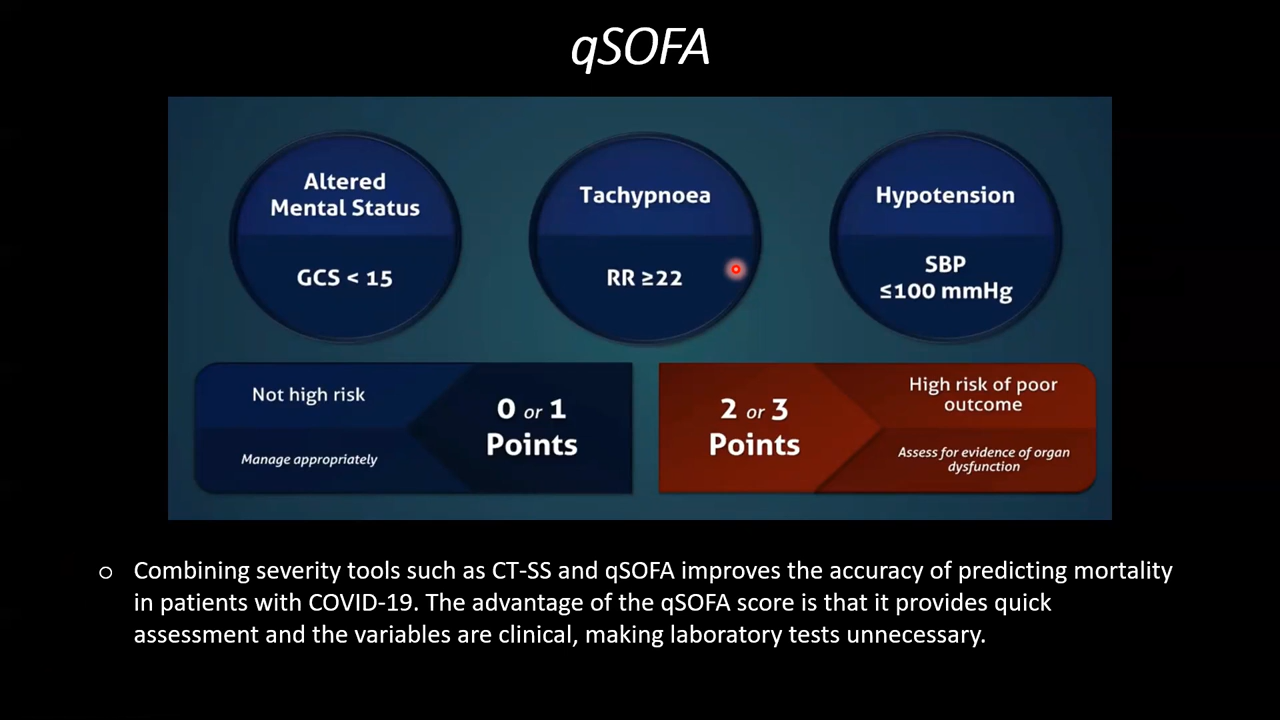 qSOFA
Altered
Mental Status
GCS < 15
Tachypnoea
RR ≥22
Hypotension
SBP
≤100 mmHg
Not high risk
Manage appropriately
0 or 1
Points
2 or 3
Points
High risk of poor
outcome
Assess for evidence of organ
dysfunction
o Combining severity tools such as CT-SS and qSOFA improves the accuracy of predicting mortality
in patients with COVID-19. The advantage of the qSOFA score is that it provides quick
assessment and the variables are clinical, making laboratory tests unnecessary.